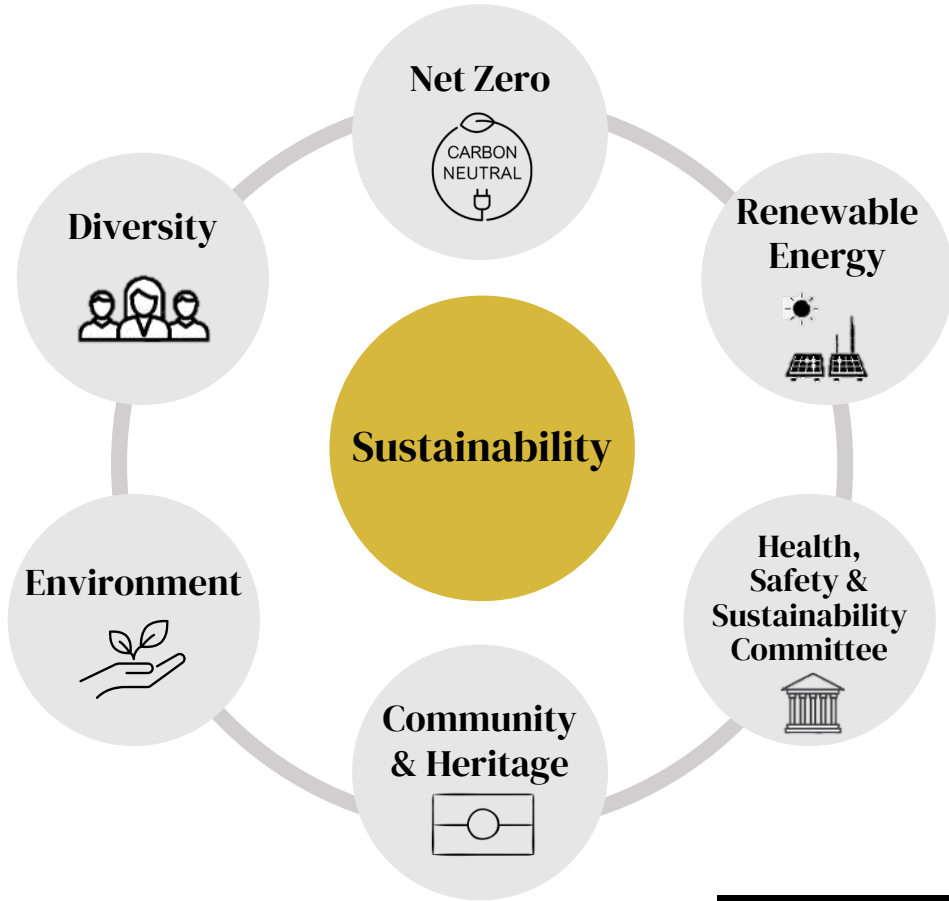 Net Zero
CARBON
NEUTRAL
Renewable
Energy
Health,
Safety &
Sustainability
Committee
Community
& Heritage
Environment
Diversity
Sustainability